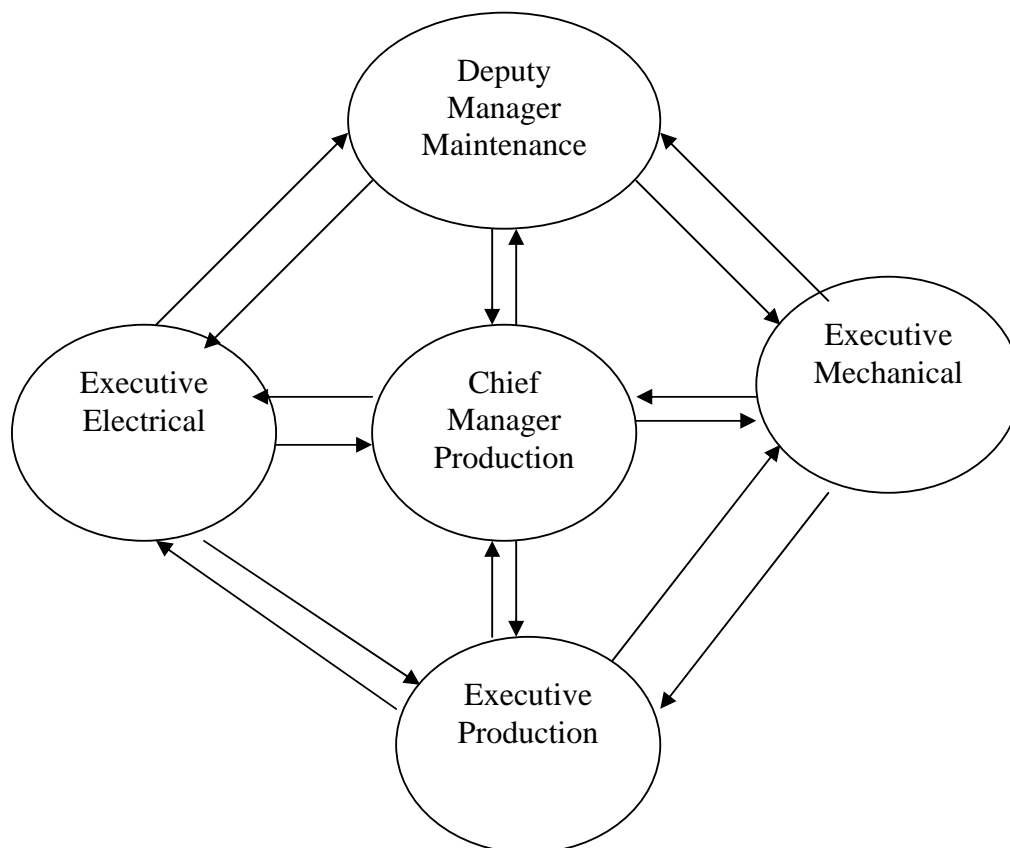 Deputy
Manager
Maintenance
Executive
Electrical
Chief
Manager
Production
Executive
Mechanical
Executive
Production